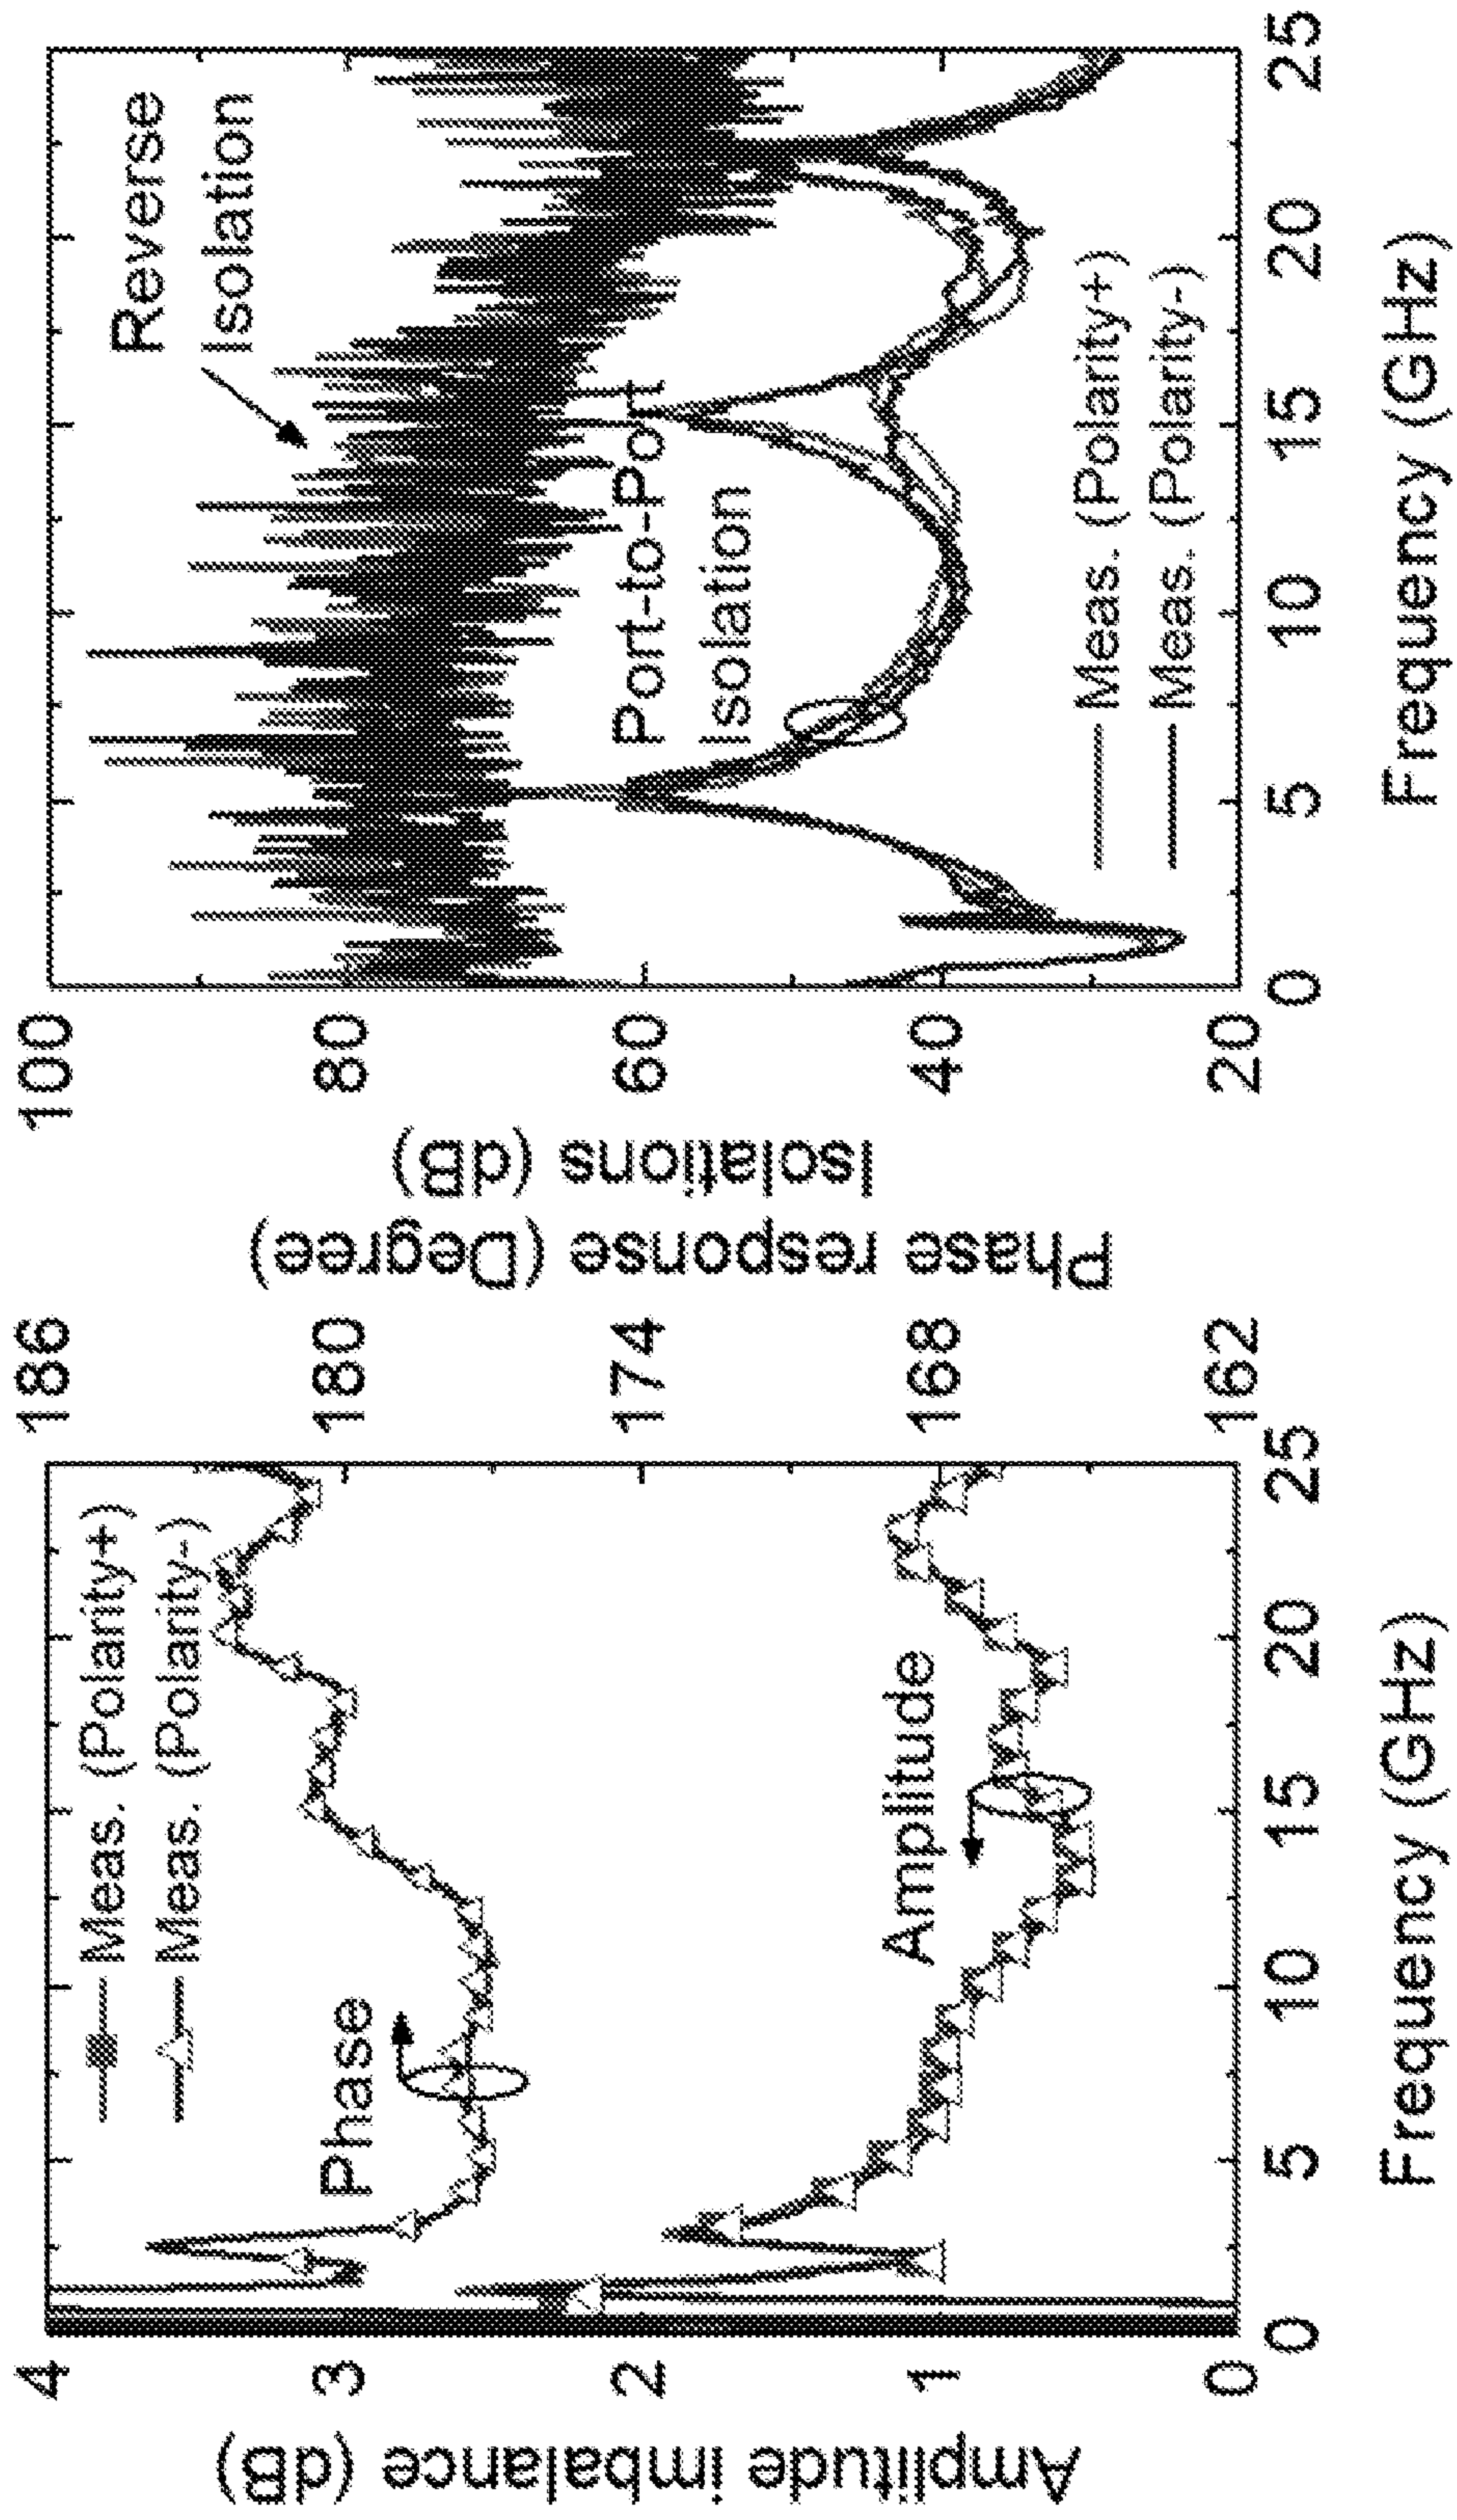 Amplitude imbalance (dB)
4
3
2
1
0
Meas. (Polarity+)
Meas. (Polarity-)
Phase
Amplitude
0
5
10
15
20
25
Frequency (GHz)
186
180
174
168
162
Phase response (Degree)
Isolations (dB)
100
80
60
40
20
Reverse
Isolation
Port-to-Port
Isolation
Meas. (Polarity+)
Meas. (Polarity-)
0
5
10
15
20
25
Frequency (GHz)